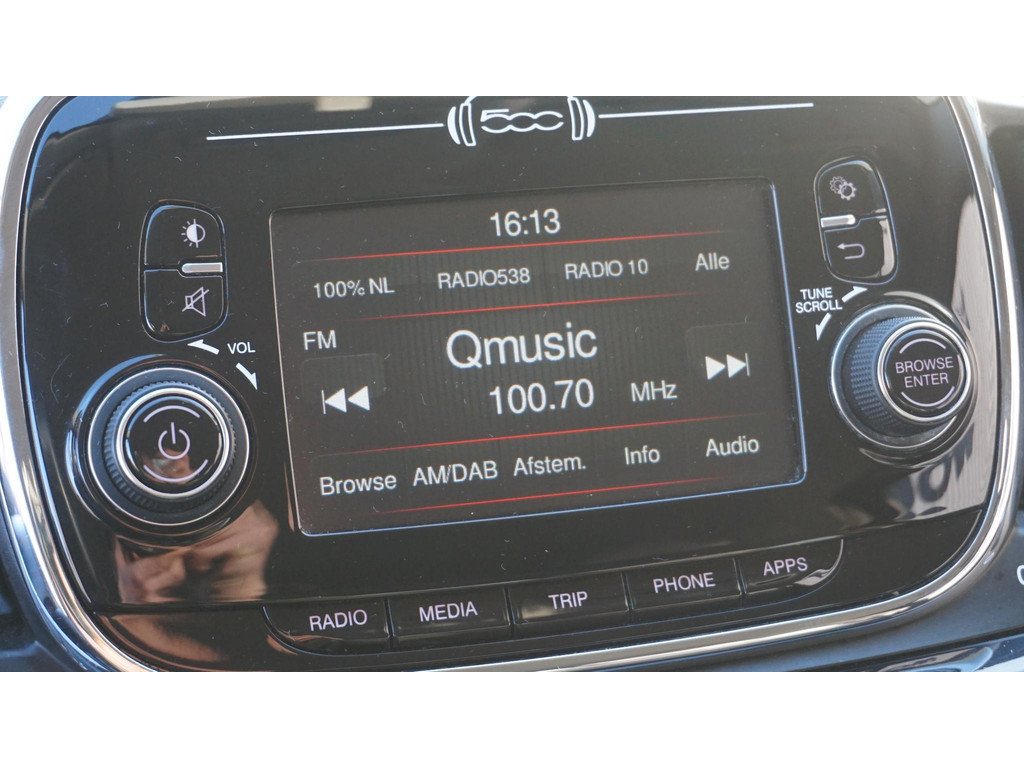 500
16:13
100% NL RADIO538 RADIO 10 Alle
FM
Qmusic
100.70 MHz
Browse AM/DAB Afstem. Info Audio
VOL
TUNE
SCROLL
BROWSE
ENTER
RADIO MEDIA TRIP PHONE APPS